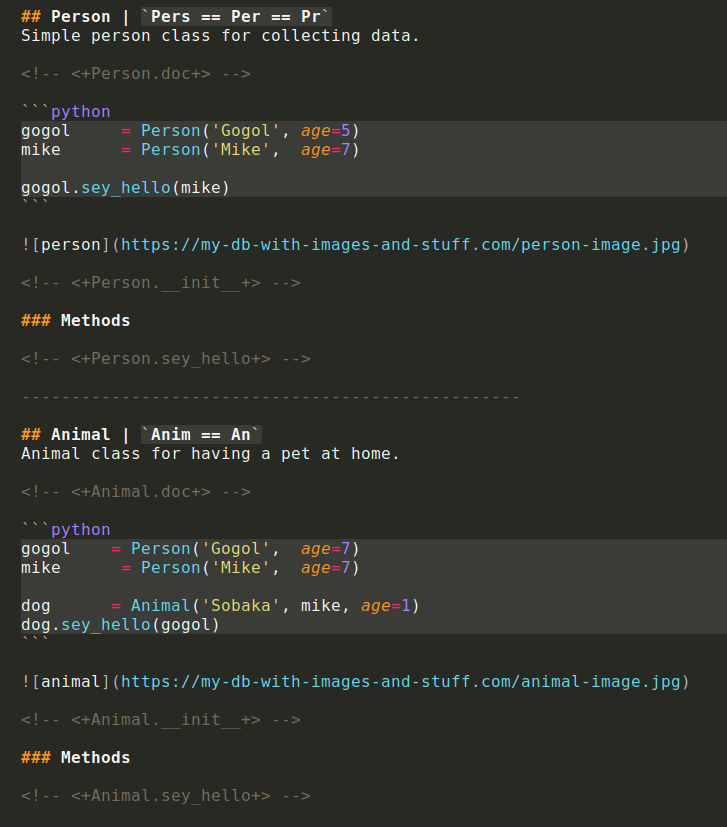 ## Person | `Pers == Per == Pr`
Simple person class for collecting data.
<!-- <+Person.doc+> -->
```python
gogol     = Person('Gogol', age=5)
mike      = Person('Mike',  age=7)
gogol.sey_hello(mike)
```
![person](https://my-db-with-images-and-stuff.com/person-image.jpg)
<!-- <+Person.__init__+> -->
### Methods
<!-- <+Person.sey_hello+> -->
--------------------------------------------------
## Animal | `Anim == An`
Animal class for having a pet at home.
<!-- <+Animal.doc+> -->
```python
gogol    = Person('Gogol',  age=7)
mike      = Person('Mike',  age=7)
dog      = Animal('Sobaka', mike, age=1)
dog.sey_hello(gogol)
```
![animal](https://my-db-with-images-and-stuff.com/animal-image.jpg)
<!-- <+Animal.__init__+> -->
### Methods
<!-- <+Animal.sey_hello+> -->